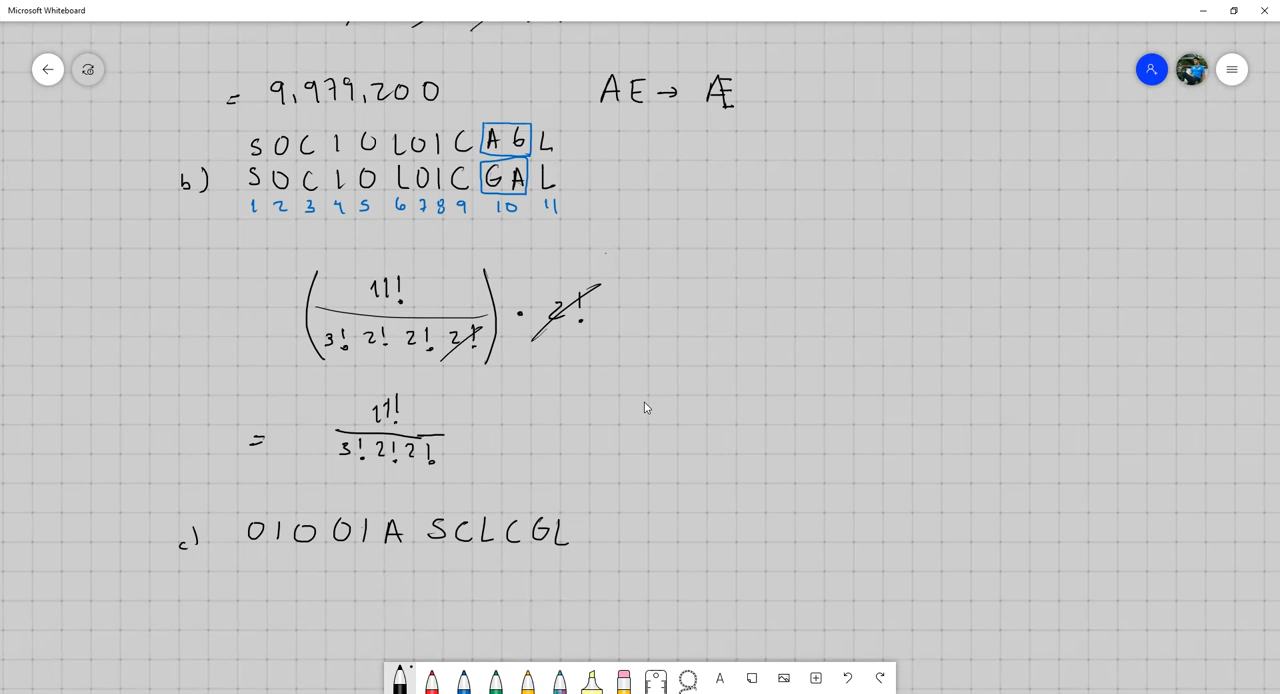 Microsoft Whiteboard
= 9,979,200 AE → Æ
S O C I O L O I C A G L
b) S O C I O L O I C G A L
1 2 3 4 5 6 7 8 9 10 11
( 11! / 3! 2! 2! 2! ) · 2!
= 11! / 3! 2! 2!
c) O I O O I A S C L C G L
A